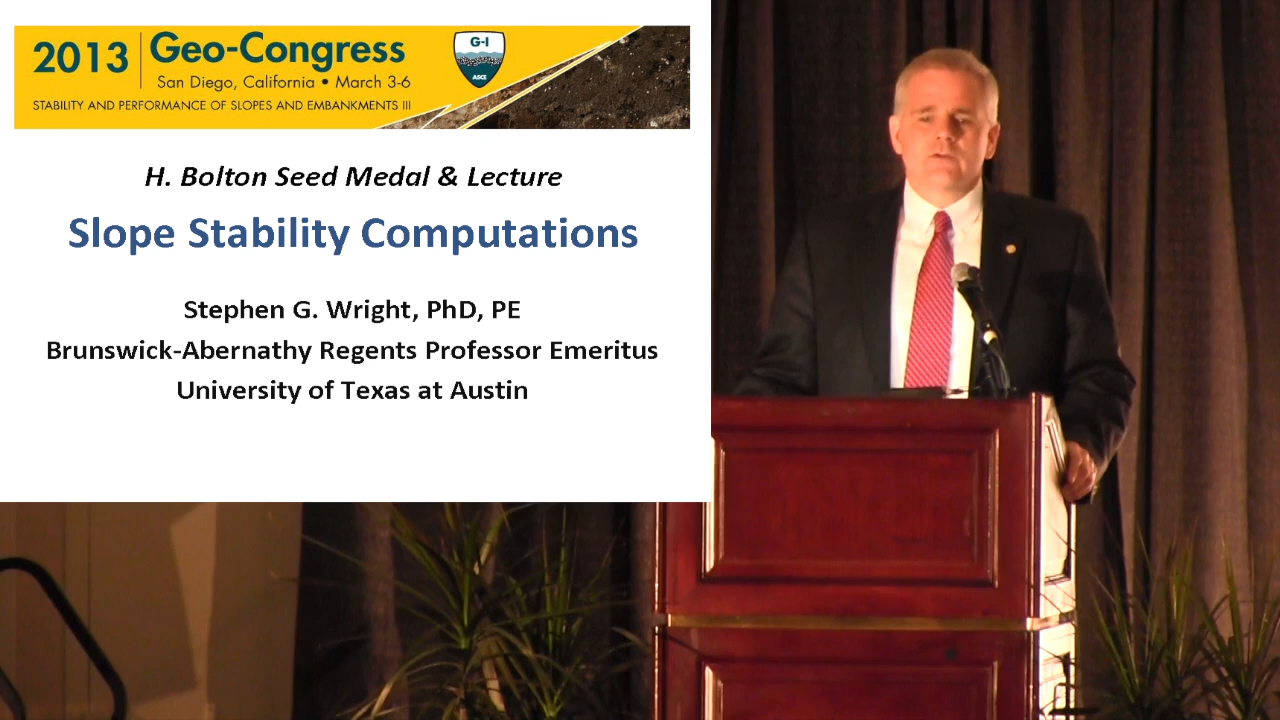 2013
Geo-Congress
San Diego, California • March 3-6
STABILITY AND PERFORMANCE OF SLOPES AND EMBANKMENTS III
G-I
ASCE
H. Bolton Seed Medal & Lecture
Slope Stability Computations
Stephen G. Wright, PhD, PE
Brunswick-Abernathy Regents Professor Emeritus
University of Texas at Austin